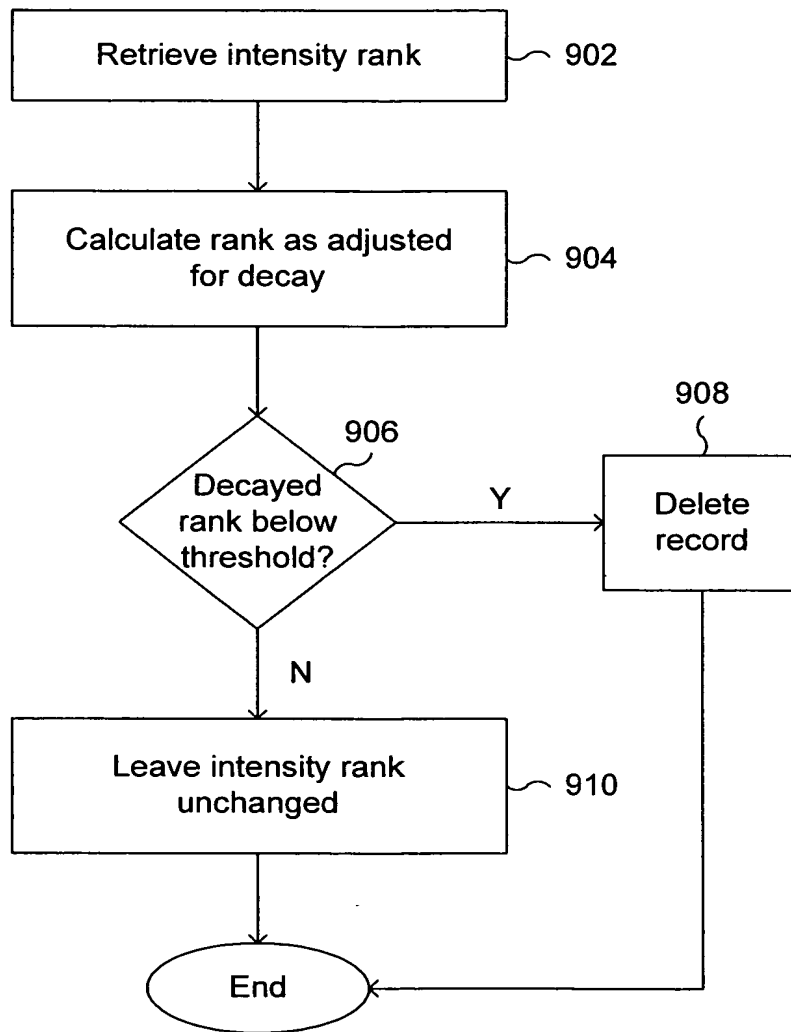 Retrieve intensity rank
902
Calculate rank as adjusted
for decay
904
906
Decayed
rank below
threshold?
Y
908
Delete
record
N
Leave intensity rank
unchanged
910
End